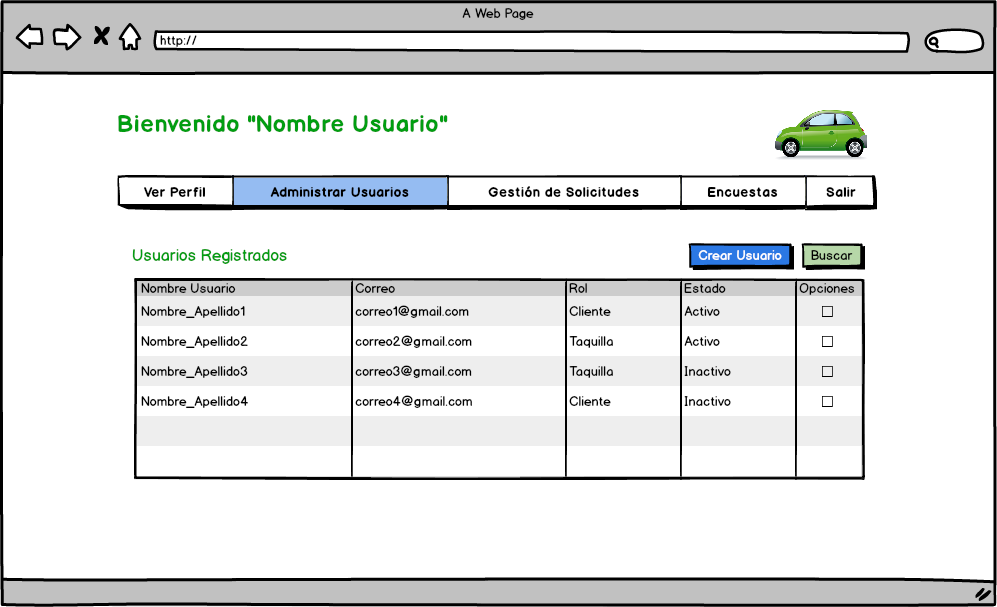 A Web Page
http://
Bienvenido "Nombre Usuario"
Ver Perfil Administrar Usuarios Gestión de Solicitudes Encuestas Salir
Usuarios Registrados Crear Usuario Buscar
Nombre Usuario Correo Rol Estado Opciones
Nombre_Apellido1 correo1@gmail.com Cliente Activo
Nombre_Apellido2 correo2@gmail.com Taquilla Activo
Nombre_Apellido3 correo3@gmail.com Taquilla Inactivo
Nombre_Apellido4 correo4@gmail.com Cliente Inactivo